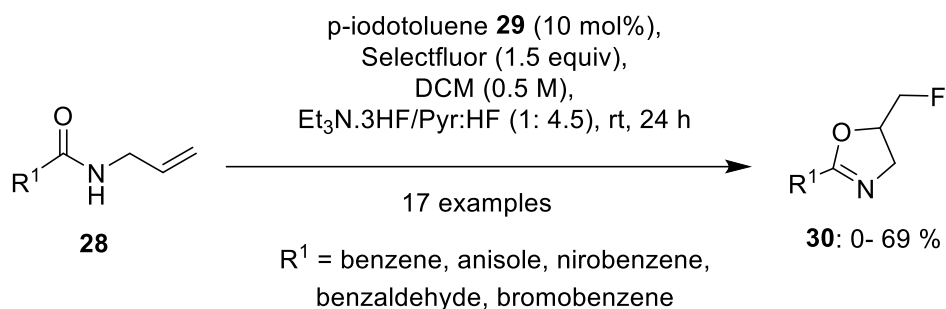 p-iodotoluene 29 (10 mol%),
Selectfluor (1.5 equiv),
DCM (0.5 M),
Et₃N.3HF/Pyr:HF (1: 4.5), rt, 24 h
O
R¹
N
H
28
17 examples
R¹ = benzene, anisole, nirobenzene,
benzaldehyde, bromobenzene
F
O
R¹
N
30: 0- 69 %